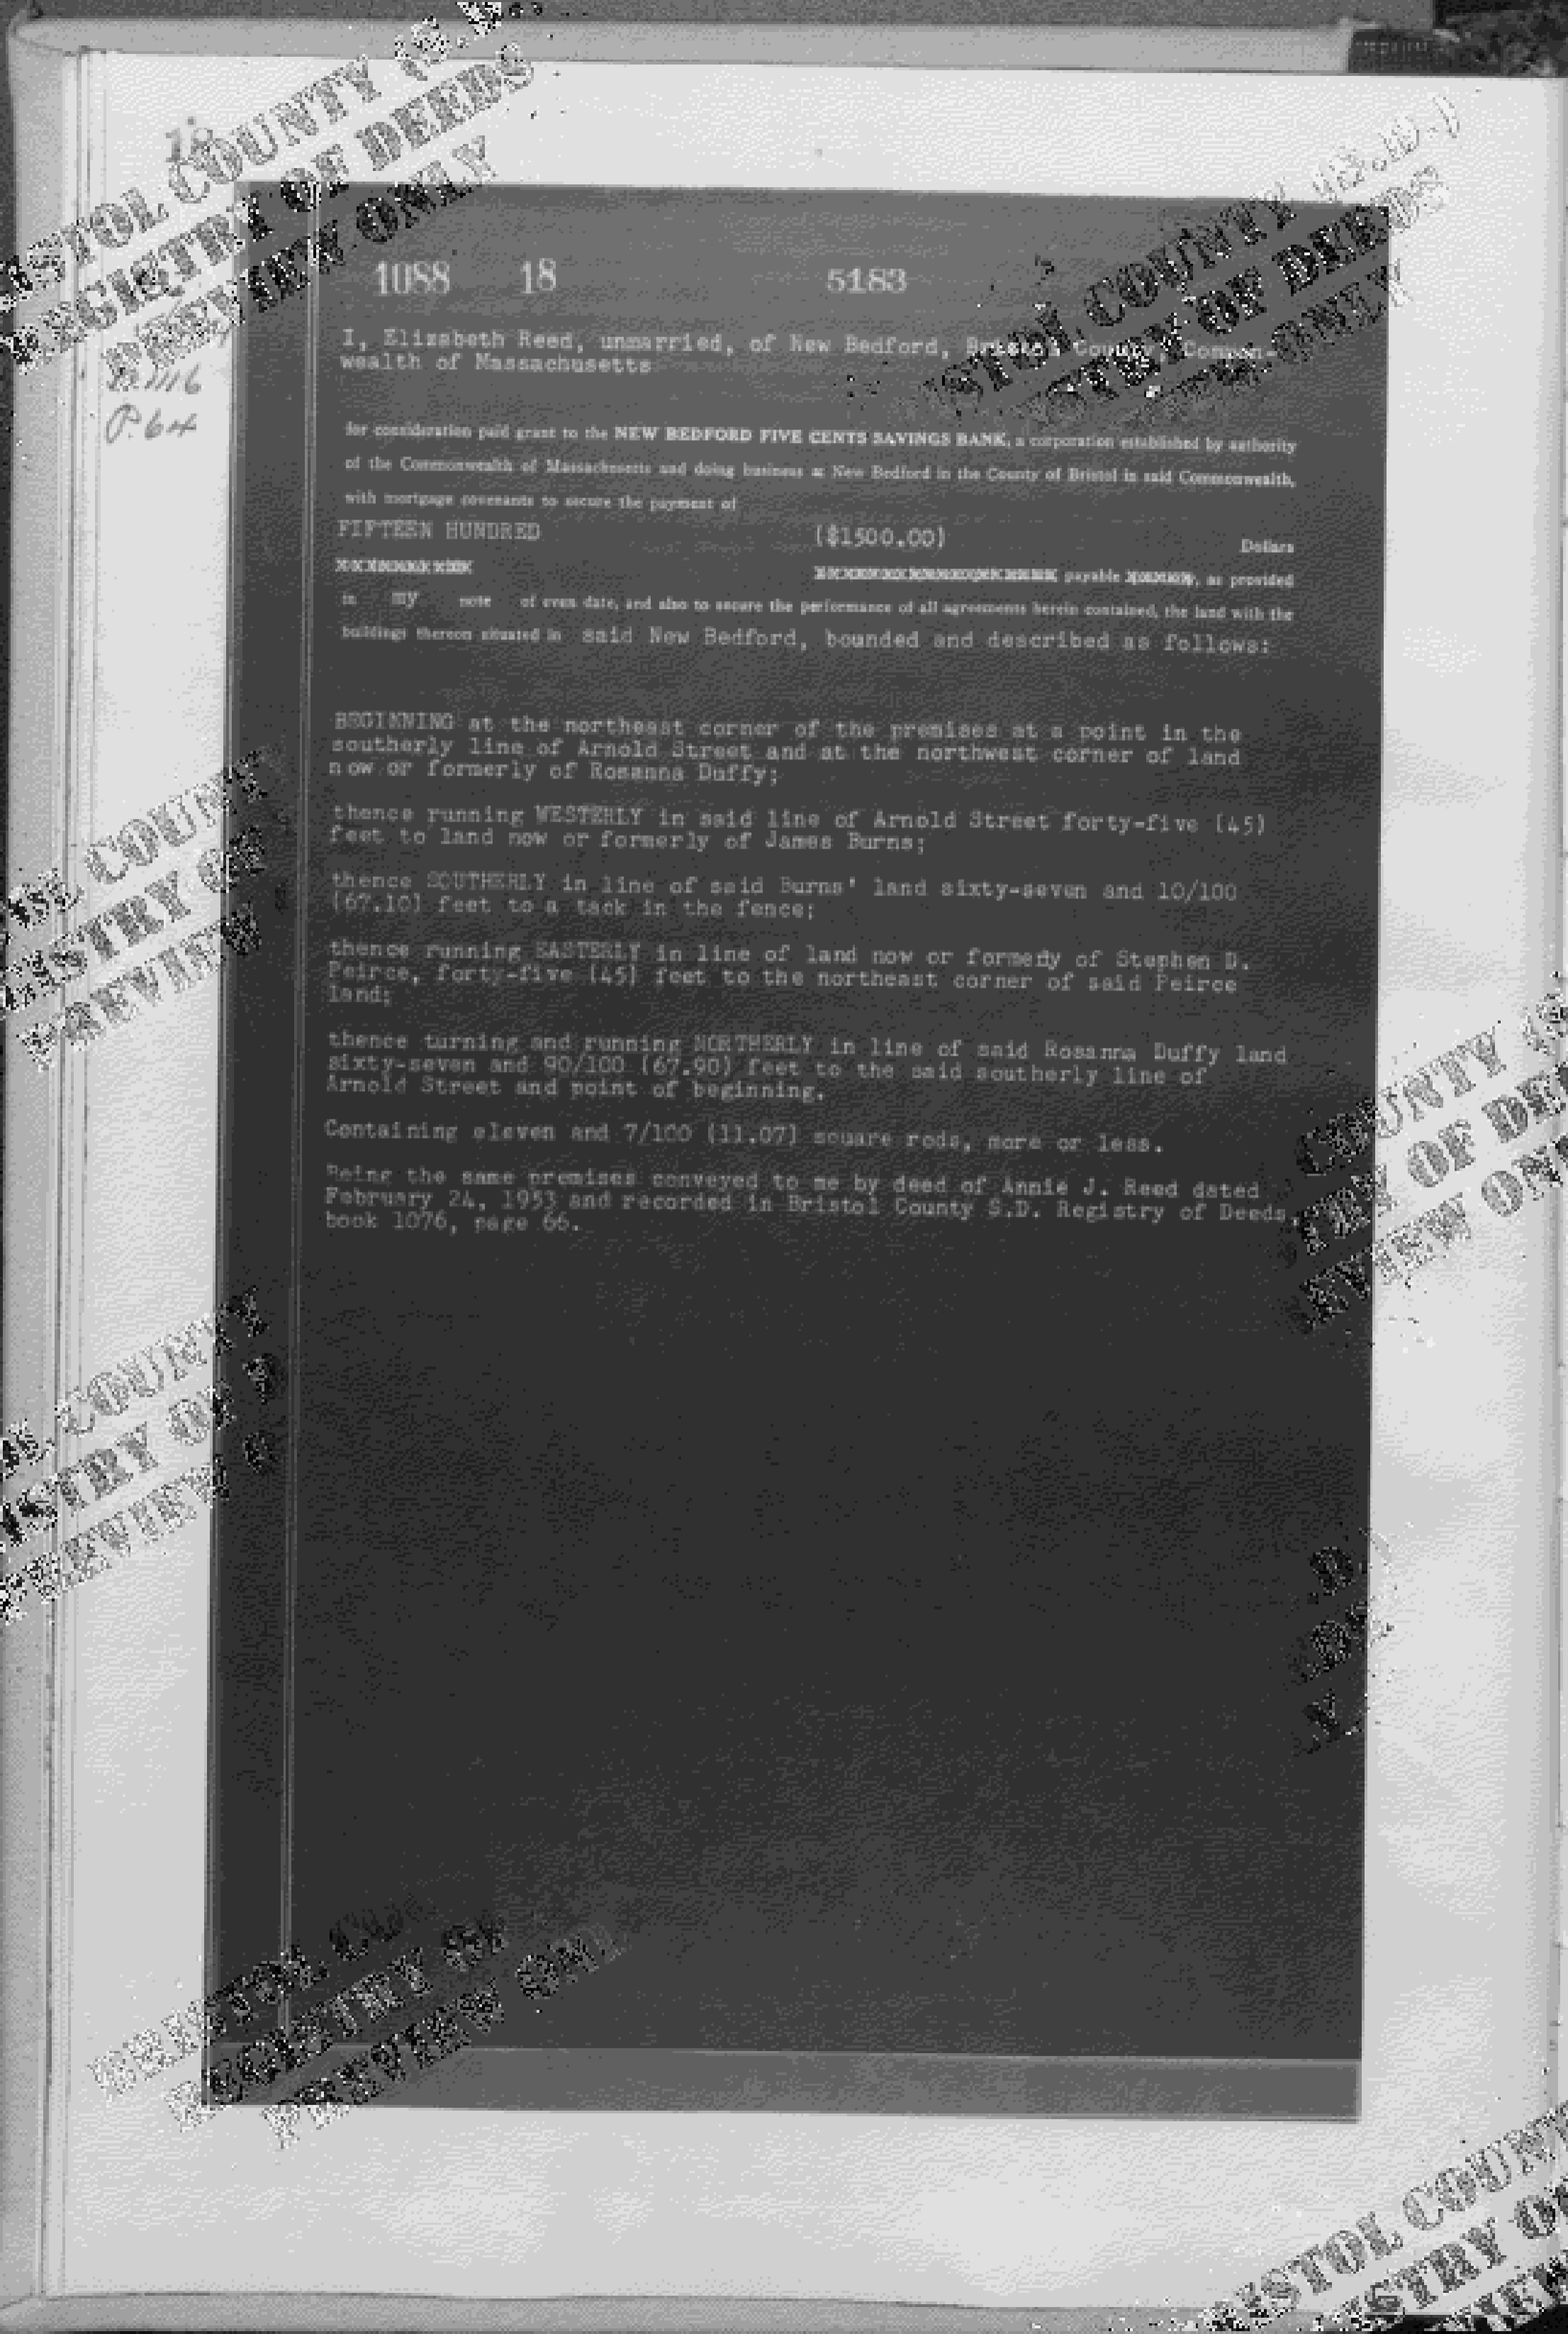 18
P.64
1088 18 5183
I, Elizabeth Reed, unmarried, of New Bedford, Bristol County, Common-
wealth of Massachusetts
for consideration paid grant to the NEW BEDFORD FIVE CENTS SAVINGS BANK, a corporation established by authority
of the Commonwealth of Massachusetts and doing business at New Bedford in the County of Bristol in said Commonwealth,
with mortgage covenants to secure the payment of
FIFTEEN HUNDRED ($1500.00) Dollars
payable , as provided
in my note of even date, and also to secure the performance of all agreements herein contained, the land with the
buildings thereon situated in said New Bedford, bounded and described as follows:
BEGINNING at the northeast corner of the premises at a point in the
southerly line of Arnold Street and at the northwest corner of land
now or formerly of Rosanna Duffy;
thence running WESTERLY in said line of Arnold Street forty-five (45)
feet to land now or formerly of James Burns;
thence SOUTHERLY in line of said Burns' land sixty-seven and 10/100
(67.10) feet to a tack in the fence;
thence running EASTERLY in line of land now or formerly of Stephen D.
Peirce, forty-five (45) feet to the northeast corner of said Peirce
land;
thence turning and running NORTHERLY in line of said Rosanna Duffy land
sixty-seven and 90/100 (67.90) feet to the said southerly line of
Arnold Street and point of beginning.
Containing eleven and 7/100 (11.07) square rods, more or less.
Being the same premises conveyed to me by deed of Annie J. Reed dated
February 24, 1953 and recorded in Bristol County S.D. Registry of Deeds,
book 1076, page 66.